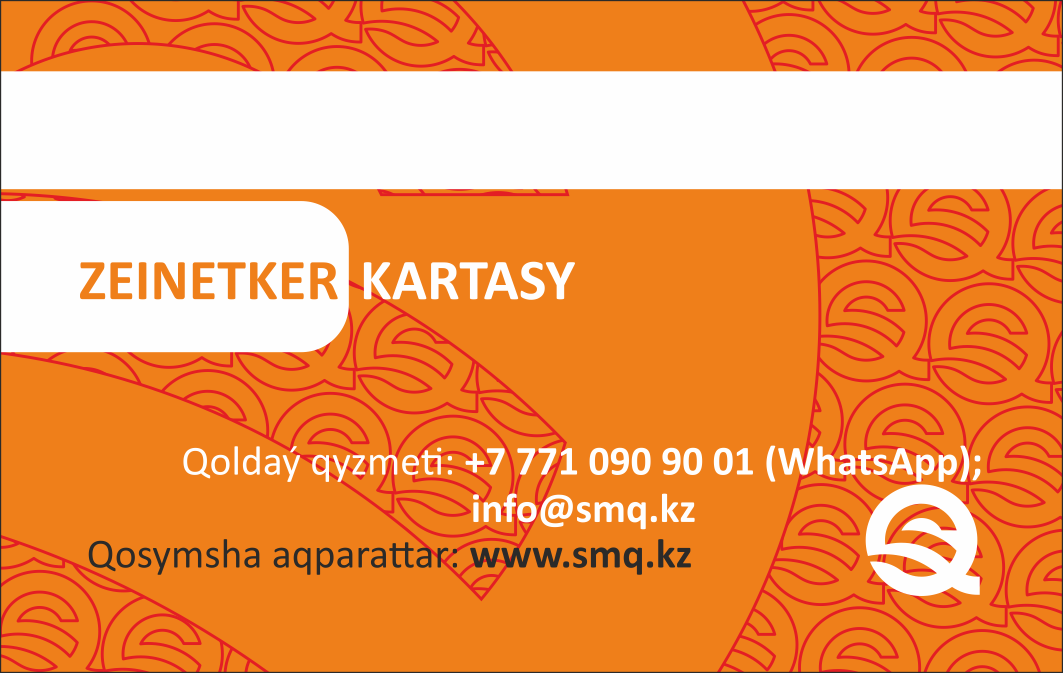 ZEINETKER KARTASY
Qoldaý qyzmeti: +7 771 090 90 01 (WhatsApp);
info@smq.kz
Qosymsha aqparattar: www.smq.kz